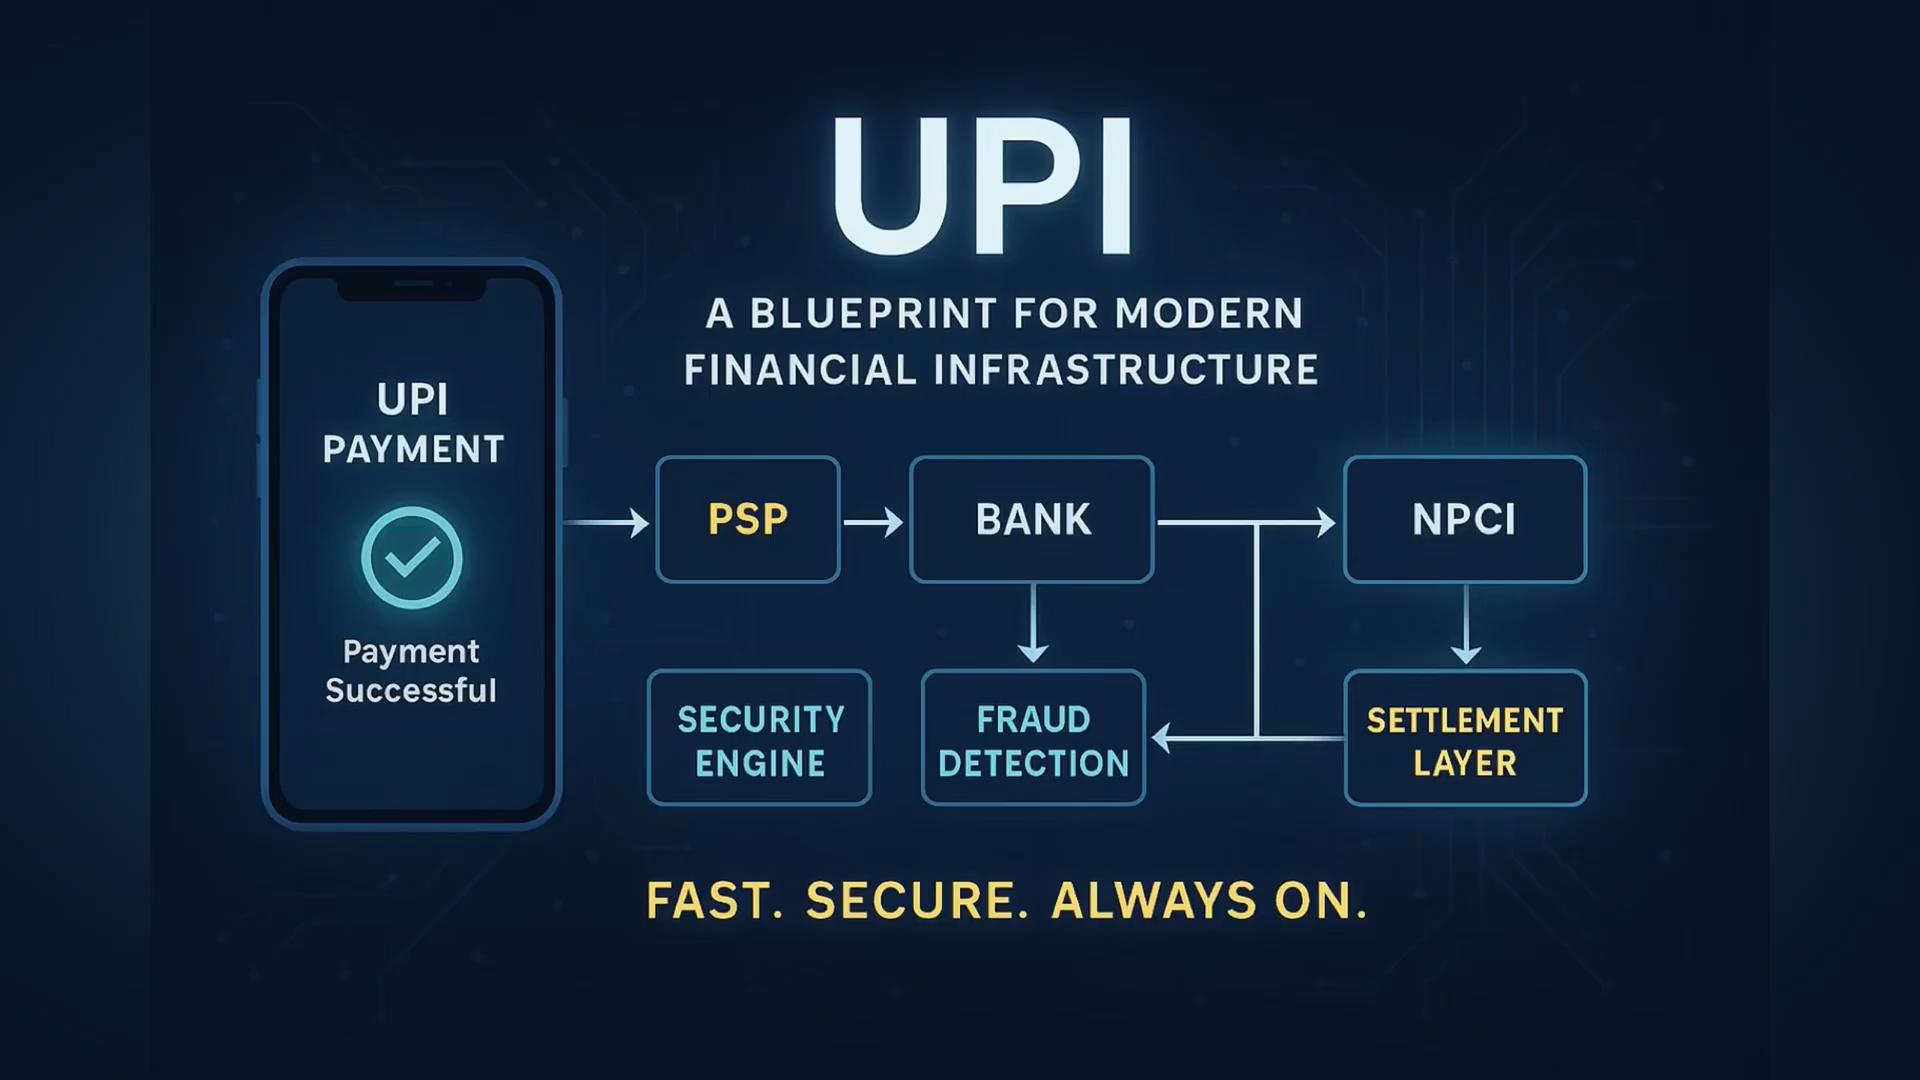 UPI
A BLUEPRINT FOR MODERN
FINANCIAL INFRASTRUCTURE
UPI
PAYMENT
Payment
Successful
PSP
BANK
NPCI
SECURITY
ENGINE
FRAUD
DETECTION
SETTLEMENT
LAYER
FAST. SECURE. ALWAYS ON.